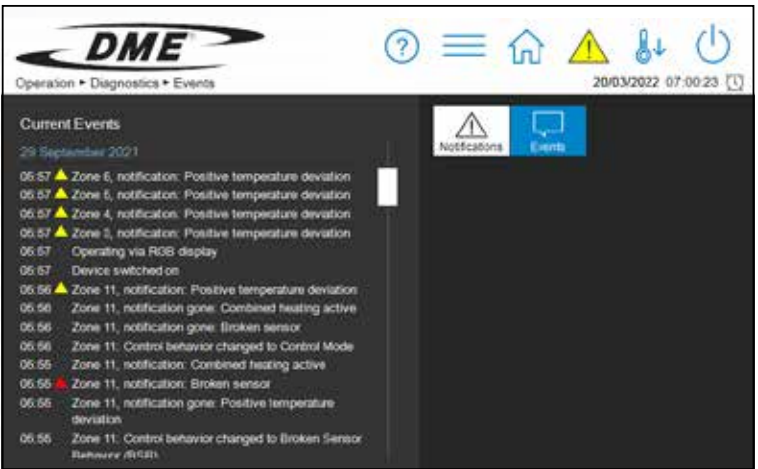 DME
Operation ▸ Diagnostics ▸ Events
20/03/2022 07:00:23
Current Events
29 September 2021
05:57 Zone 6, notification: Positive temperature deviation
05:57 Zone 5, notification: Positive temperature deviation
05:57 Zone 4, notification: Positive temperature deviation
05:57 Zone 3, notification: Positive temperature deviation
05:57 Operating via RGB display
05:57 Device switched on
05:56 Zone 11, notification: Positive temperature deviation
05:56 Zone 11, notification gone: Combined heating active
05:56 Zone 11, notification gone: Broken sensor
05:56 Zone 11: Control behavior changed to Control Mode
05:55 Zone 11, notification: Combined heating active
05:55 Zone 11, notification: Broken sensor
05:55 Zone 11, notification gone: Positive temperature
deviation
05:55 Zone 11: Control behavior changed to Broken Sensor
Behavior (BSB)
Notifications
Events